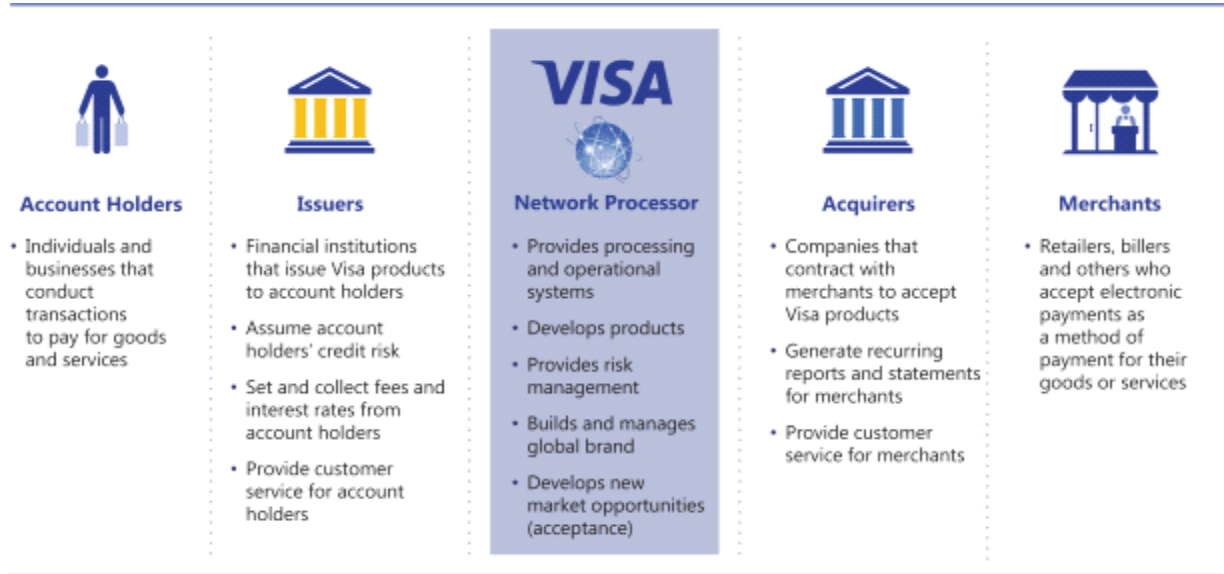 VISA
Account Holders
• Individuals and
businesses that
conduct
transactions
to pay for goods
and services
Issuers
• Financial institutions
that issue Visa products
to account holders
• Assume account
holders' credit risk
• Set and collect fees and
interest rates from
account holders
• Provide customer
service for account
holders
Network Processor
• Provides processing
and operational
systems
• Develops products
• Provides risk
management
• Builds and manages
global brand
• Develops new
market opportunities
(acceptance)
Acquirers
• Companies that
contract with
merchants to accept
Visa products
• Generate recurring
reports and statements
for merchants
• Provide customer
service for merchants
Merchants
• Retailers, billers
and others who
accept electronic
payments as
a method of
payment for their
goods or services